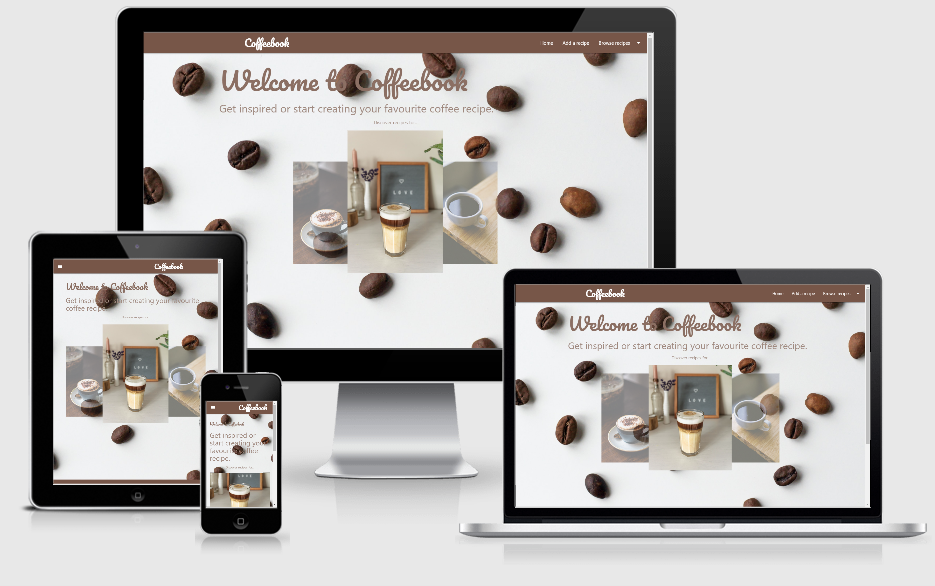 Coffeebook
Home Add a recipe Browse recipes
Welcome to Coffeebook
Get inspired or start creating your favourite coffee recipe.
LOVE
Coffeebook
Welcome to Coffeebook
Get inspired or start creating your favourite
coffee recipe.
LOVE
Coffeebook
Welcome to Coffeebook
Get inspired or
start creating your
favourite coffee
recipe.
Coffeebook
Home Add a recipe Browse recipes
Welcome to Coffeebook
Get inspired or start creating your favourite coffee recipe.
LOVE